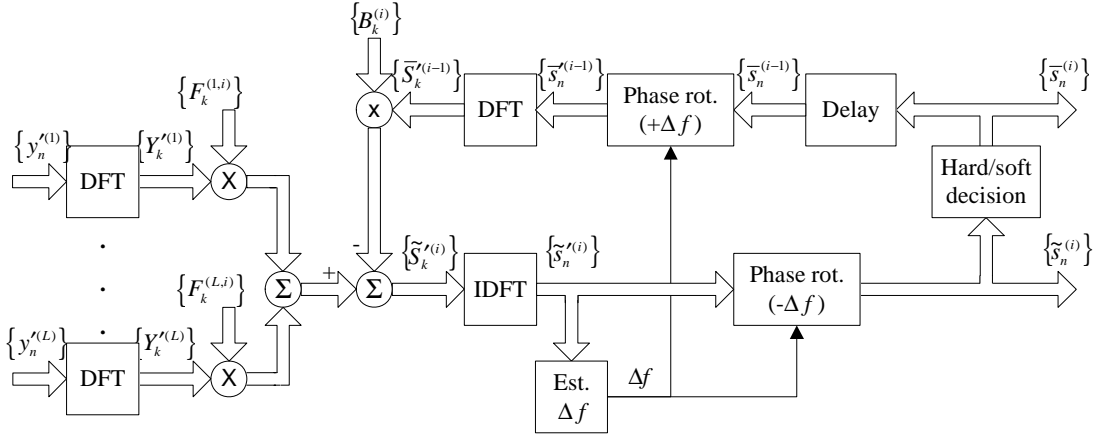 {B_k^{(i)}}
{S̅′_k^{(i−1)}} {s̅′_n^{(i−1)}} {s̅_n^{(i−1)}} {s̅_n^{(i)}}
{F_k^{(1,i)}}
X DFT Phase rot. Delay
(+Δf)
{y′_n^{(1)}} {Y′_k^{(1)}}
DFT X
Hard/soft
decision
-
{S̃′_k^{(i)}} {s̃′_n^{(i)}} {s̃_n^{(i)}}
{F_k^{(L,i)}}
Σ + Σ IDFT Phase rot.
(-Δf)
{y′_n^{(L)}} {Y′_k^{(L)}}
DFT X
Est. Δf
Δf